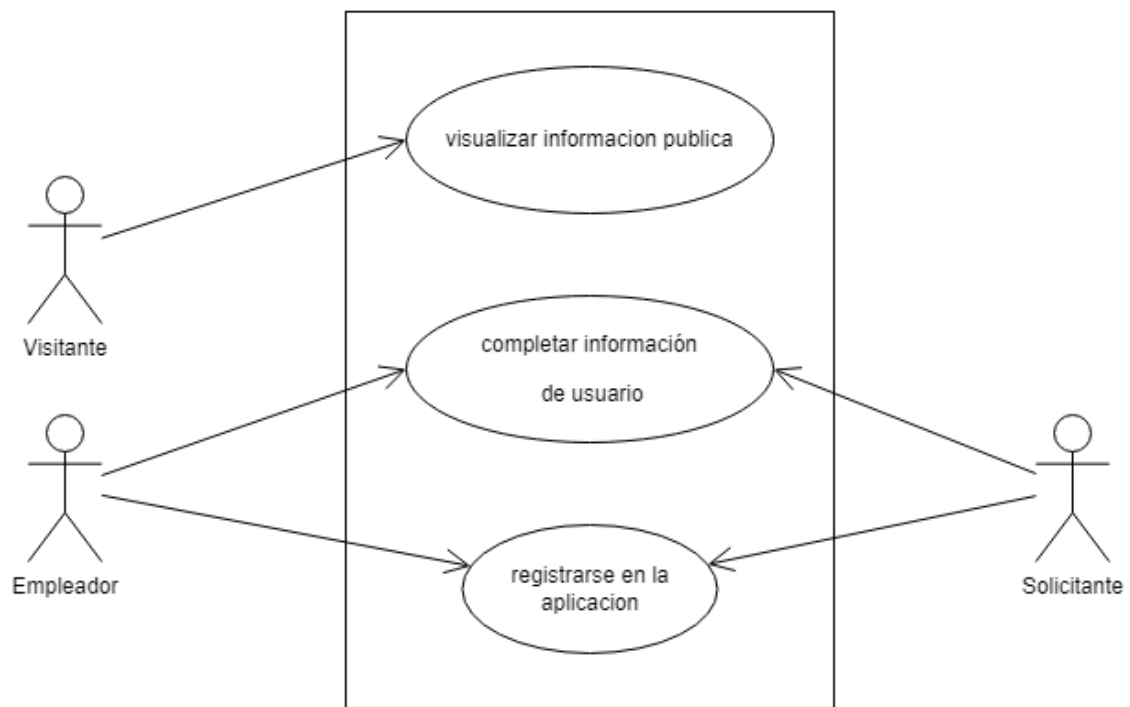 visualizar informacion publica
Visitante
completar información
de usuario
Empleador
Solicitante
registrarse en la
aplicacion